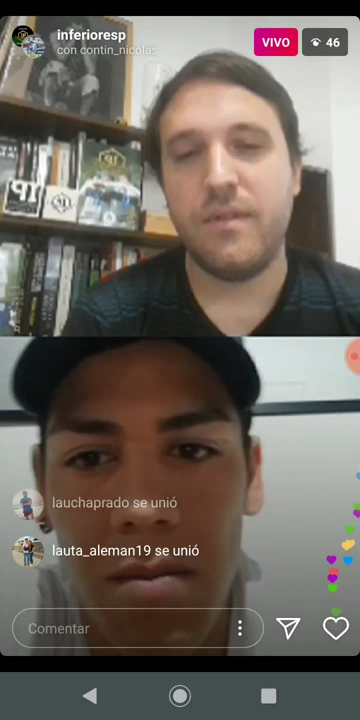 inferioresp
con contin_nicolas
VIVO
46
lauchaprado se unió
lauta_aleman19 se unió
Comentar